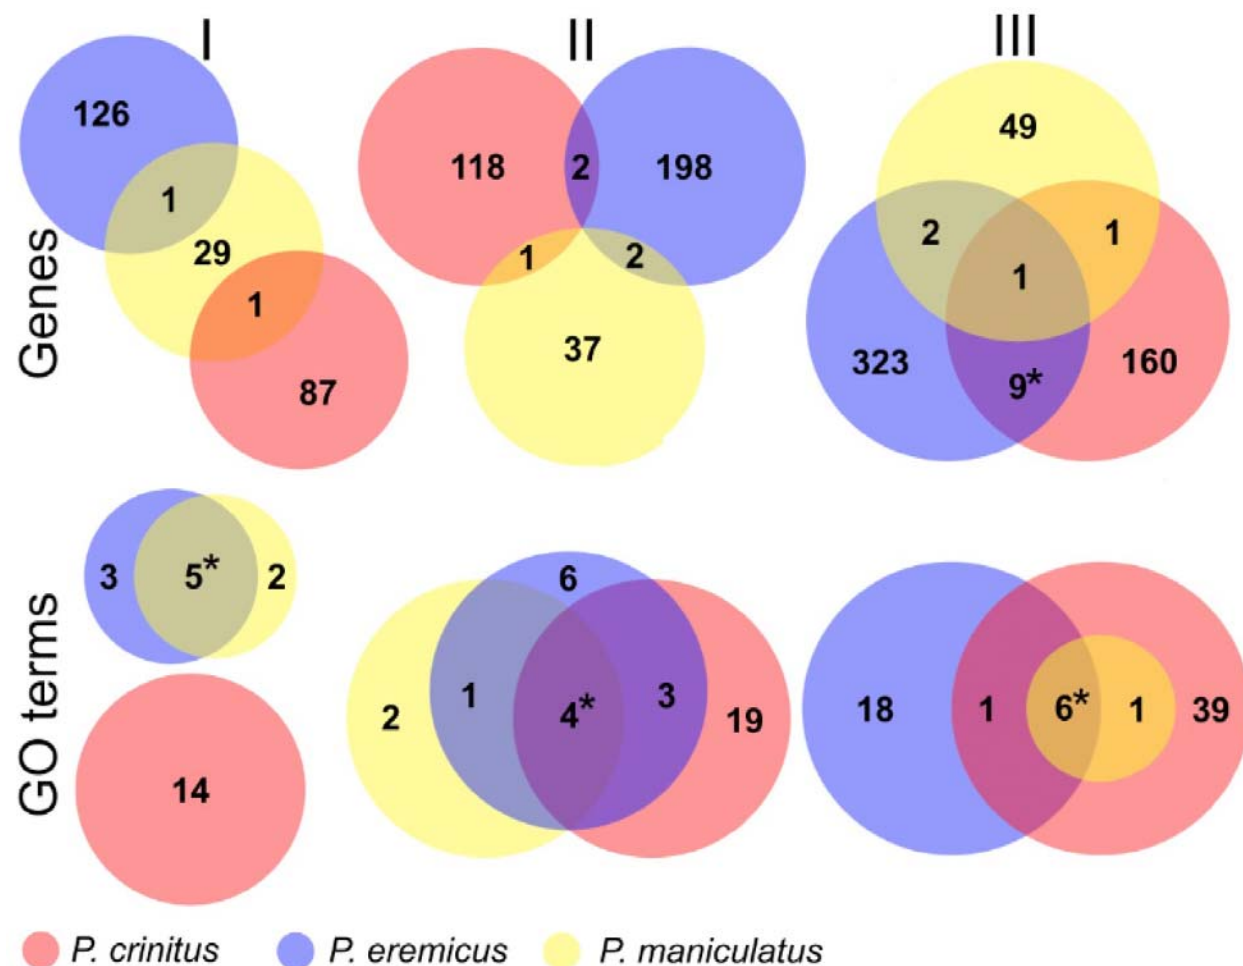 I II III
Genes
126
1
29
1
87
118 2 198
1 2
37
49
2 1
1
323 9* 160
GO terms
3 5* 2
14
6
2 1 4* 3 19
18 1 6* 1 39
P. crinitus P. eremicus P. maniculatus